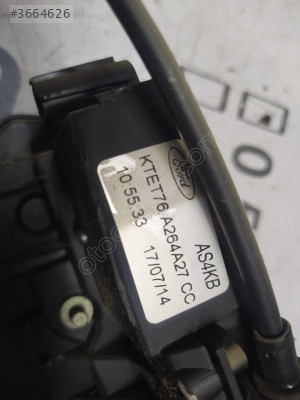 #3664626
Ford
AS4KB
KTET76 A264A27 CC
10:55:33 17/07/14